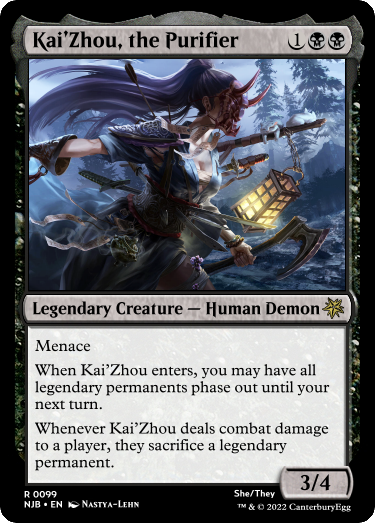 Kai'Zhou, the Purifier 1
Legendary Creature — Human Demon
Menace
When Kai'Zhou enters, you may have all
legendary permanents phase out until your
next turn.
Whenever Kai'Zhou deals combat damage
to a player, they sacrifice a legendary
permanent.
3/4
R 0099
She/They
NJB • EN Nastya-Lehn
™ & © 2022 CanterburyEgg